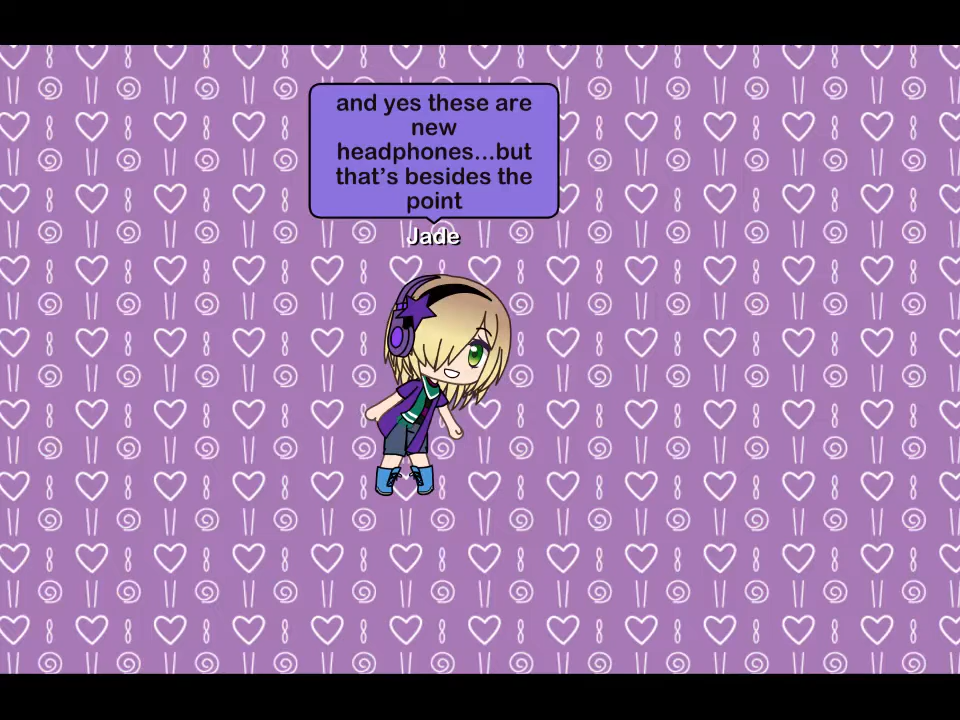 and yes these are
new
headphones...but
that's besides the
point
Jade